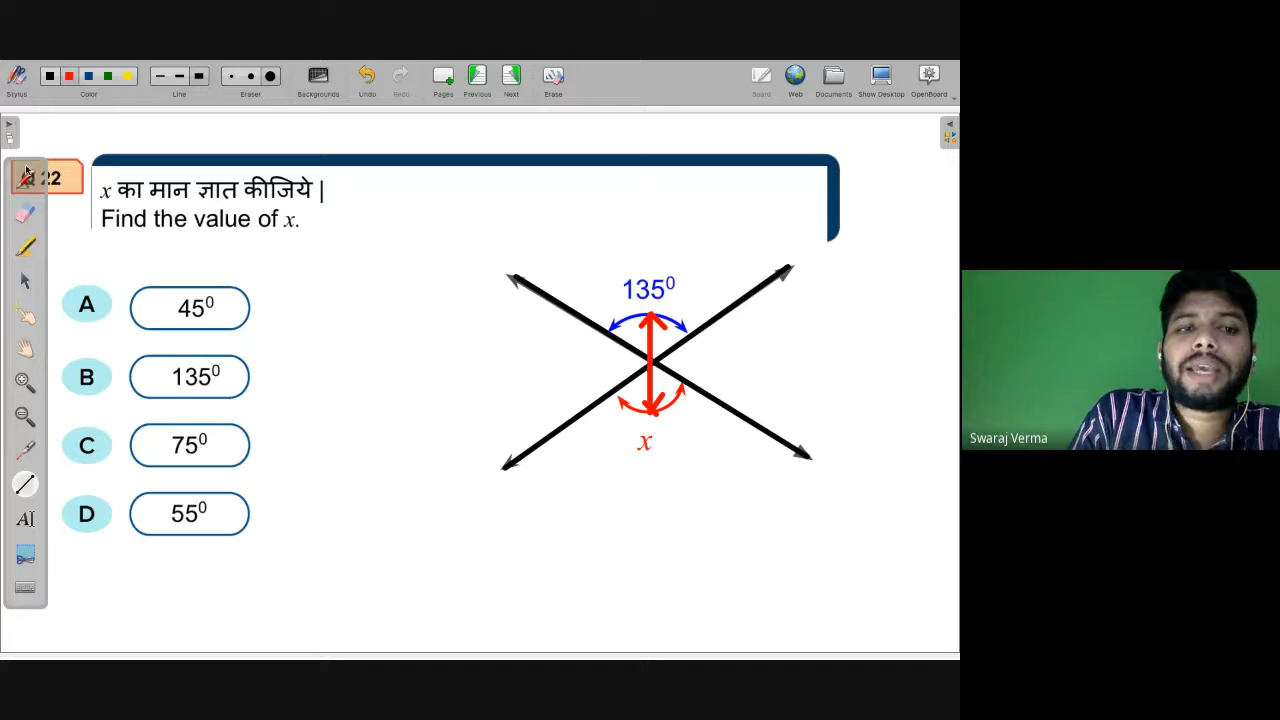 Stylus Color Line Eraser Backgrounds Undo Redo Pages Previous Next Erase Board Web Documents Show Desktop OpenBoard
22
x का मान ज्ञात कीजिये |
Find the value of x.
A 45⁰
B 135⁰
C 75⁰
D 55⁰
135⁰
x
Swaraj Verma